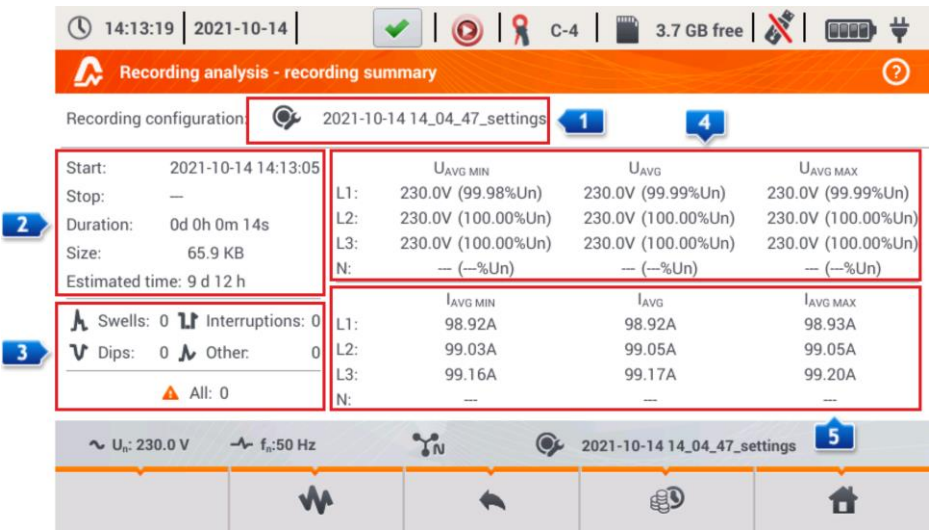 14:13:19 2021-10-14 C-4 3.7 GB free
Recording analysis - recording summary ?
Recording configuration: 2021-10-14 14_04_47_settings 1
4
2
Start: 2021-10-14 14:13:05
Stop: ---
Duration: 0d 0h 0m 14s
Size: 65.9 KB
Estimated time: 9 d 12 h
UAVG MIN UAVG UAVG MAX
L1: 230.0V (99.98%Un) 230.0V (99.99%Un) 230.0V (99.99%Un)
L2: 230.0V (100.00%Un) 230.0V (100.00%Un) 230.0V (100.00%Un)
L3: 230.0V (100.00%Un) 230.0V (100.00%Un) 230.0V (100.00%Un)
N: --- (---%Un) --- (---%Un) --- (---%Un)
3
Swells: 0 Interruptions: 0
Dips: 0 Other: 0
All: 0
IAVG MIN IAVG IAVG MAX
L1: 98.92A 98.92A 98.93A
L2: 99.03A 99.05A 99.05A
L3: 99.16A 99.17A 99.20A
N: --- --- ---
5
Un: 230.0 V fn:50 Hz N 2021-10-14 14_04_47_settings